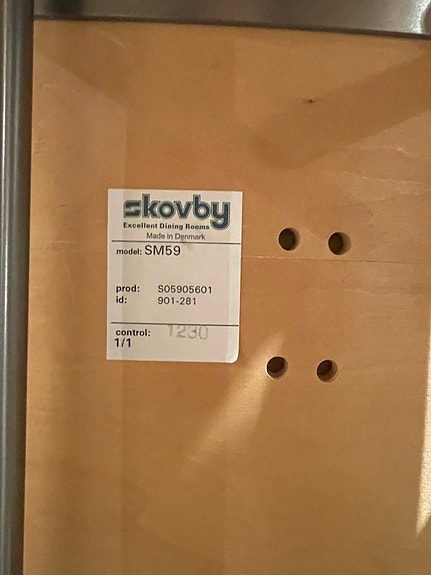 skovby
Excellent Dining Rooms
Made in Denmark
model: SM59
prod: S05905601
id: 901-281
control: 1230
1/1